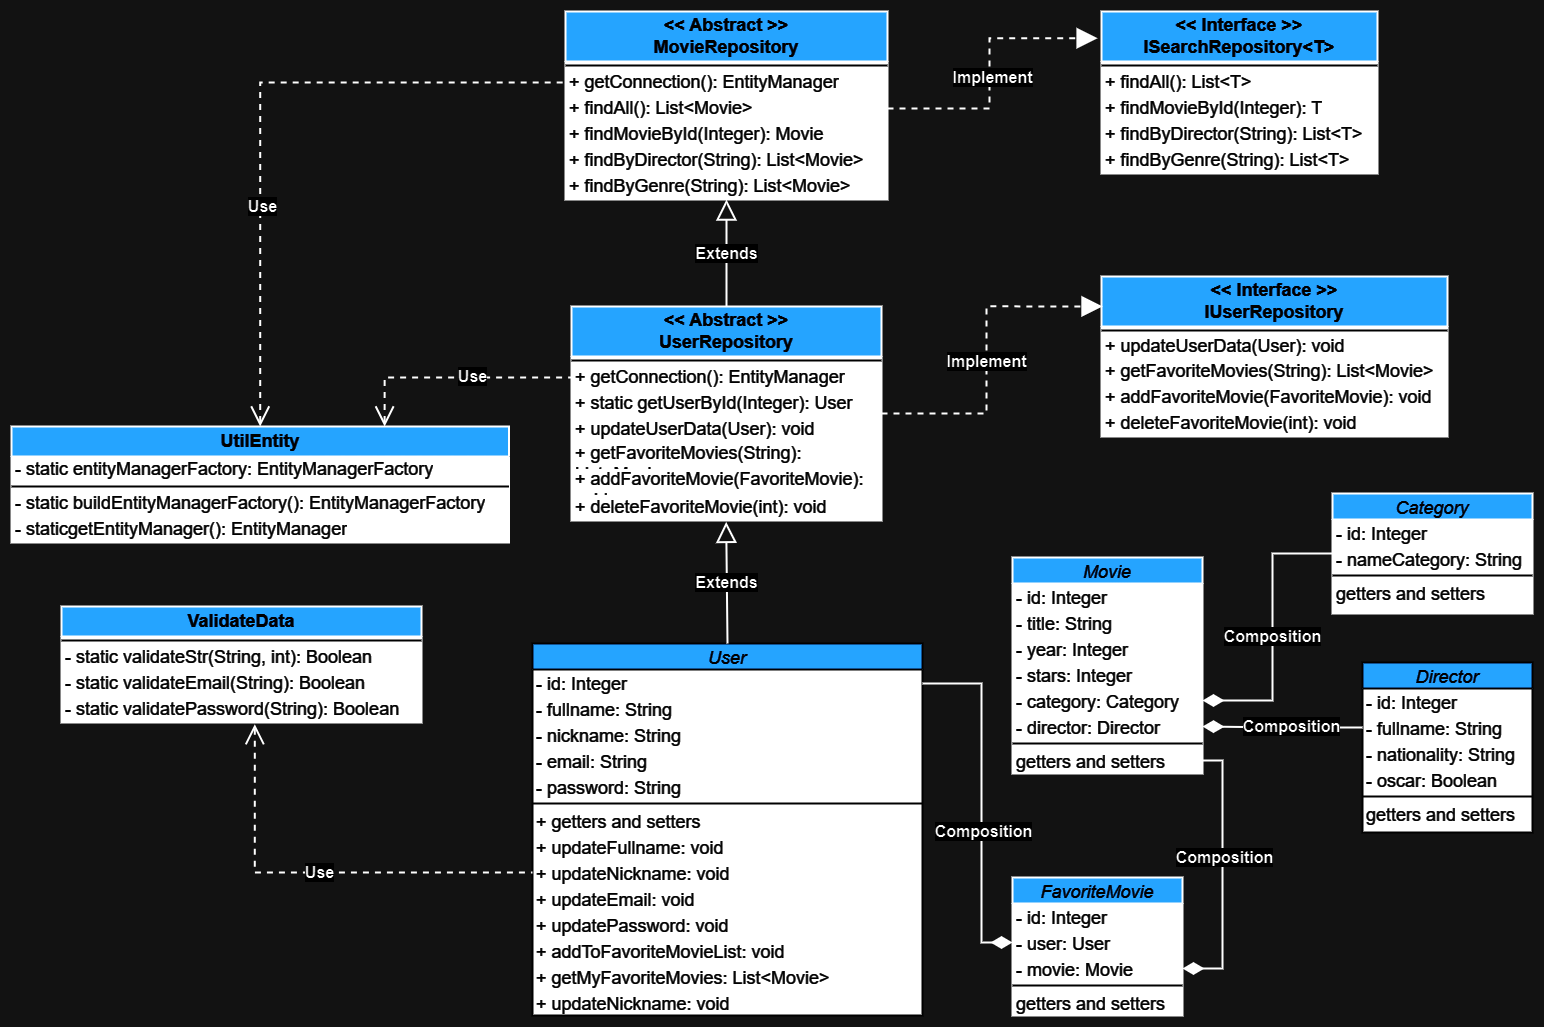 << Abstract >>
MovieRepository
+ getConnection(): EntityManager
+ findAll(): List<Movie>
+ findMovieById(Integer): Movie
+ findByDirector(String): List<Movie>
+ findByGenre(String): List<Movie>
Implement
<< Interface >>
ISearchRepository<T>
+ findAll(): List<T>
+ findMovieById(Integer): T
+ findByDirector(String): List<T>
+ findByGenre(String): List<T>
Use
Extends
<< Abstract >>
UserRepository
+ getConnection(): EntityManager
+ static getUserById(Integer): User
+ updateUserData(User): void
+ getFavoriteMovies(String):
+ addFavoriteMovie(FavoriteMovie):
+ deleteFavoriteMovie(int): void
Implement
<< Interface >>
IUserRepository
+ updateUserData(User): void
+ getFavoriteMovies(String): List<Movie>
+ addFavoriteMovie(FavoriteMovie): void
+ deleteFavoriteMovie(int): void
Use
UtilEntity
- static entityManagerFactory: EntityManagerFactory
- static buildEntityManagerFactory(): EntityManagerFactory
- staticgetEntityManager(): EntityManager
Extends
ValidateData
- static validateStr(String, int): Boolean
- static validateEmail(String): Boolean
- static validatePassword(String): Boolean
Use
User
- id: Integer
- fullname: String
- nickname: String
- email: String
- password: String
+ getters and setters
+ updateFullname: void
+ updateNickname: void
+ updateEmail: void
+ updatePassword: void
+ addToFavoriteMovieList: void
+ getMyFavoriteMovies: List<Movie>
+ updateNickname: void
Composition
Movie
- id: Integer
- title: String
- year: Integer
- stars: Integer
- category: Category
- director: Director
getters and setters
Composition
Category
- id: Integer
- nameCategory: String
getters and setters
Composition
Director
- id: Integer
- fullname: String
- nationality: String
- oscar: Boolean
getters and setters
Composition
FavoriteMovie
- id: Integer
- user: User
- movie: Movie
getters and setters